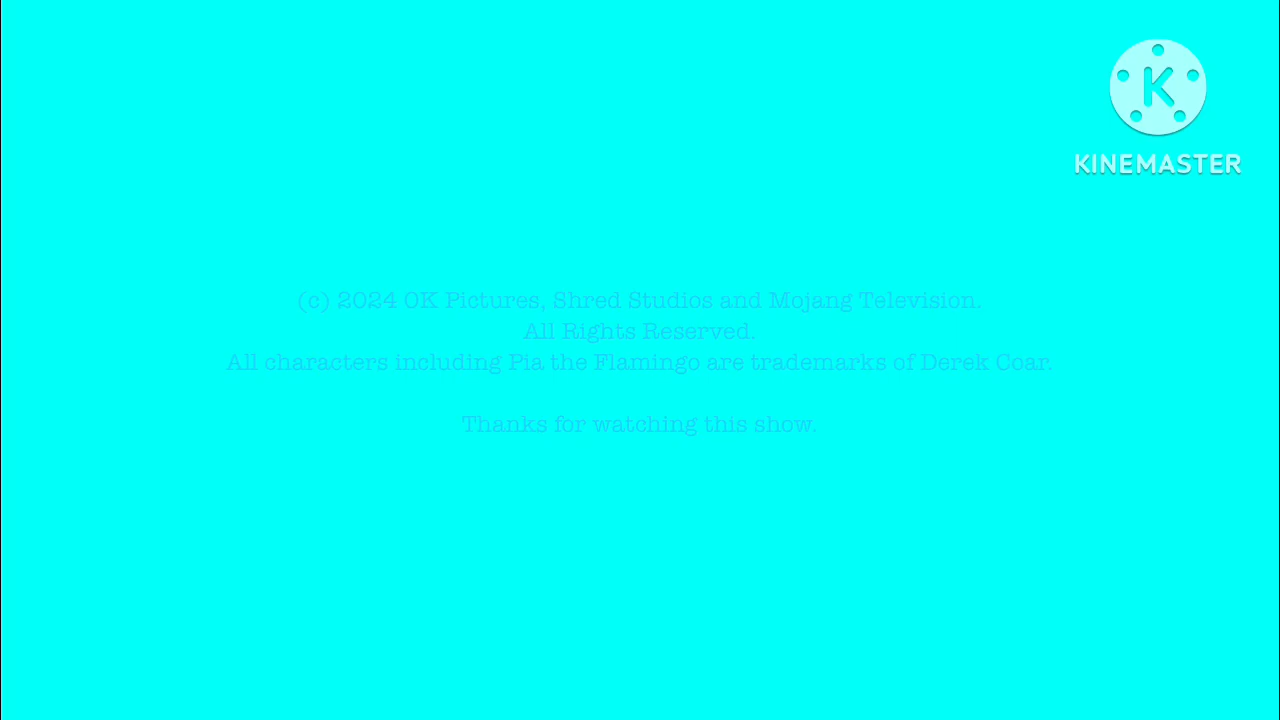 K
KINEMASTER
(c) 2024 OK Pictures, Shred Studios and Mojang Television.
All Rights Reserved.
All characters including Pia the Flamingo are trademarks of Derek Coar.
Thanks for watching this show.